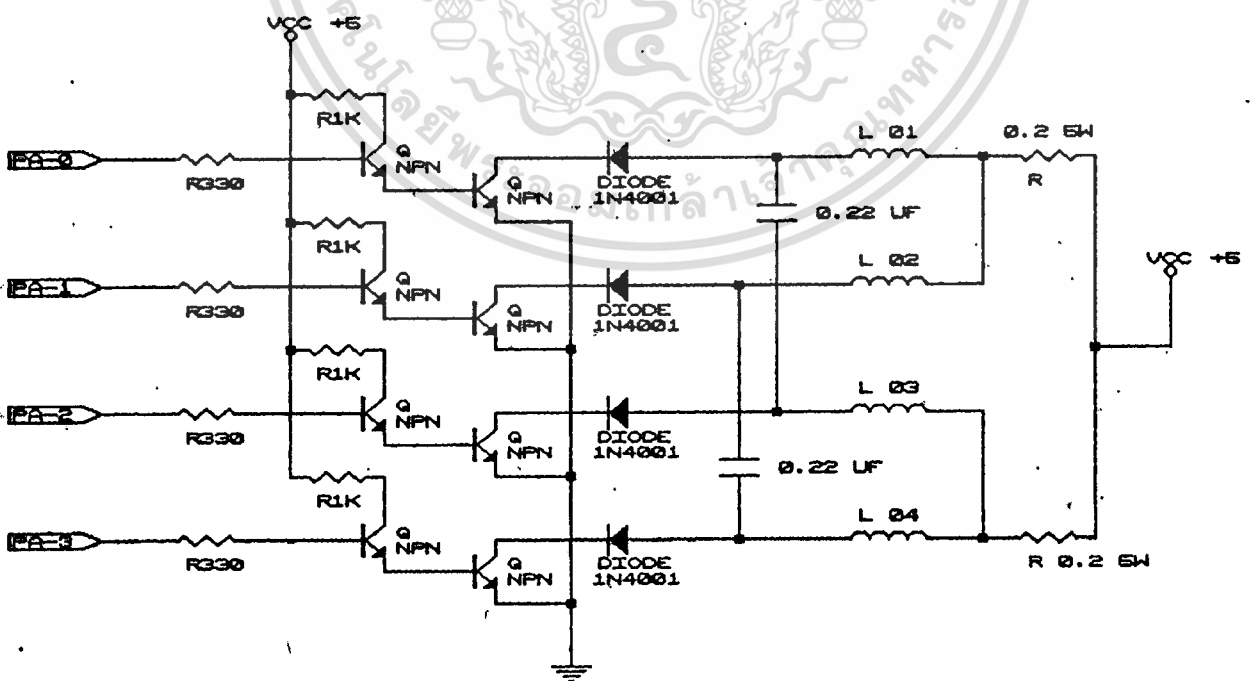 VCC +5
R1K
PA-0
R330
Q
NPN
Q
NPN
DIODE
1N4001
L 01
0.2 5W
R
0.22 UF
R1K
PA-1
R330
Q
NPN
Q
NPN
DIODE
1N4001
L 02
VCC +5
R1K
PA-2
R330
Q
NPN
Q
NPN
DIODE
1N4001
L 03
0.22 UF
R1K
PA-3
R330
Q
NPN
Q
NPN
DIODE
1N4001
L 04
R 0.2 5W